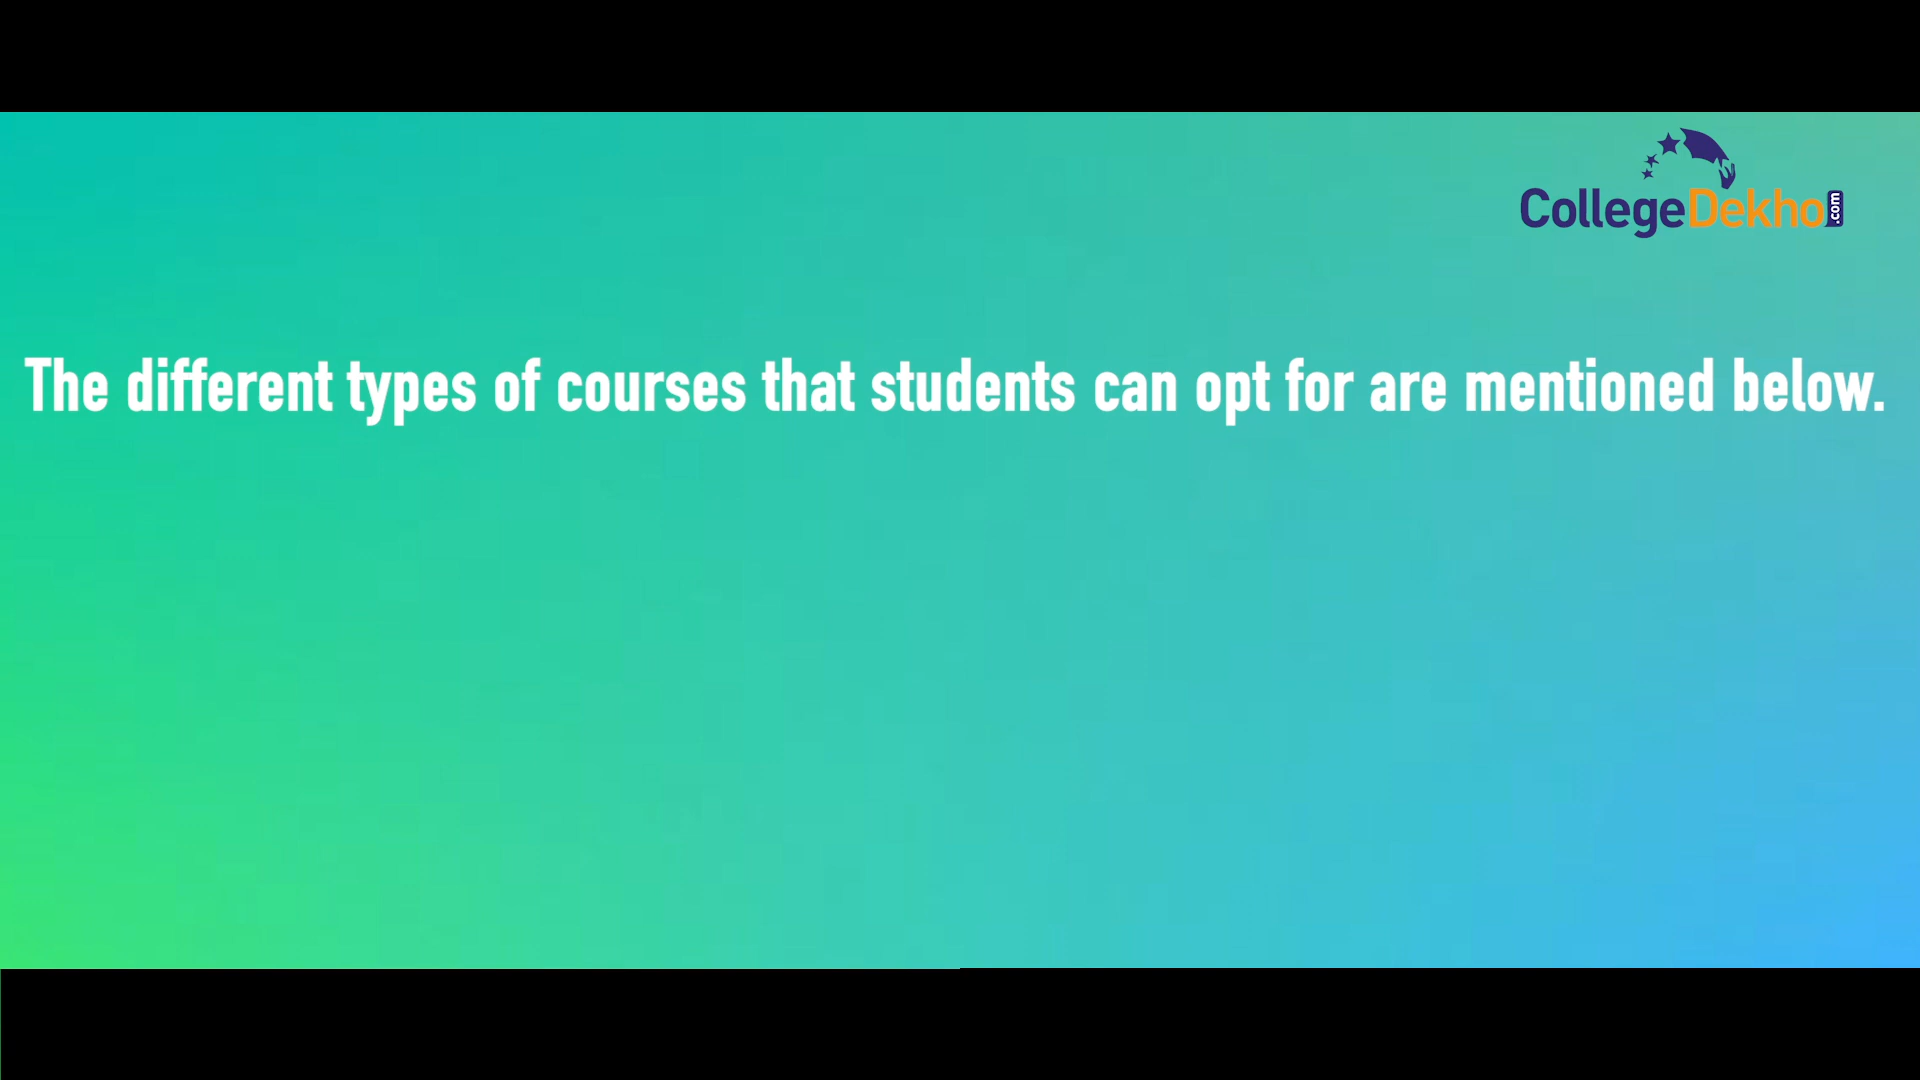 CollegeDekho.com
The different types of courses that students can opt for are mentioned below.